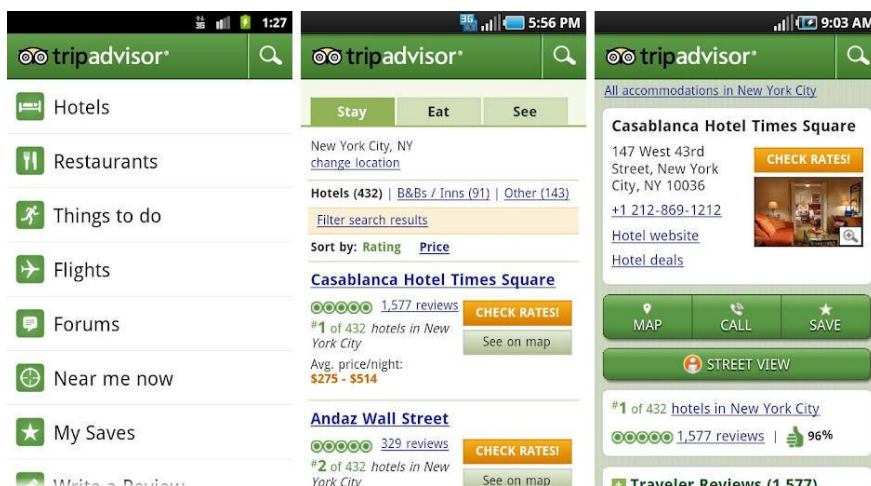 1:27
tripadvisor®
Hotels
Restaurants
Things to do
Flights
Forums
Near me now
My Saves
Write a Review
3G 5:56 PM
tripadvisor®
Stay Eat See
New York City, NY
change location
Hotels (432) | B&Bs / Inns (91) | Other (143)
Filter search results
Sort by: Rating Price
Casablanca Hotel Times Square
1,577 reviews
CHECK RATES!
#1 of 432 hotels in New
York City
See on map
Avg. price/night:
$275 - $514
Andaz Wall Street
329 reviews
CHECK RATES!
#2 of 432 hotels in New
York City
See on map
9:03 AM
tripadvisor®
All accommodations in New York City
Casablanca Hotel Times Square
147 West 43rd
Street, New York
City, NY 10036
CHECK RATES!
+1 212-869-1212
Hotel website
Hotel deals
MAP CALL SAVE
STREET VIEW
#1 of 432 hotels in New York City
1,577 reviews | 96%
Traveler Reviews (1,577)